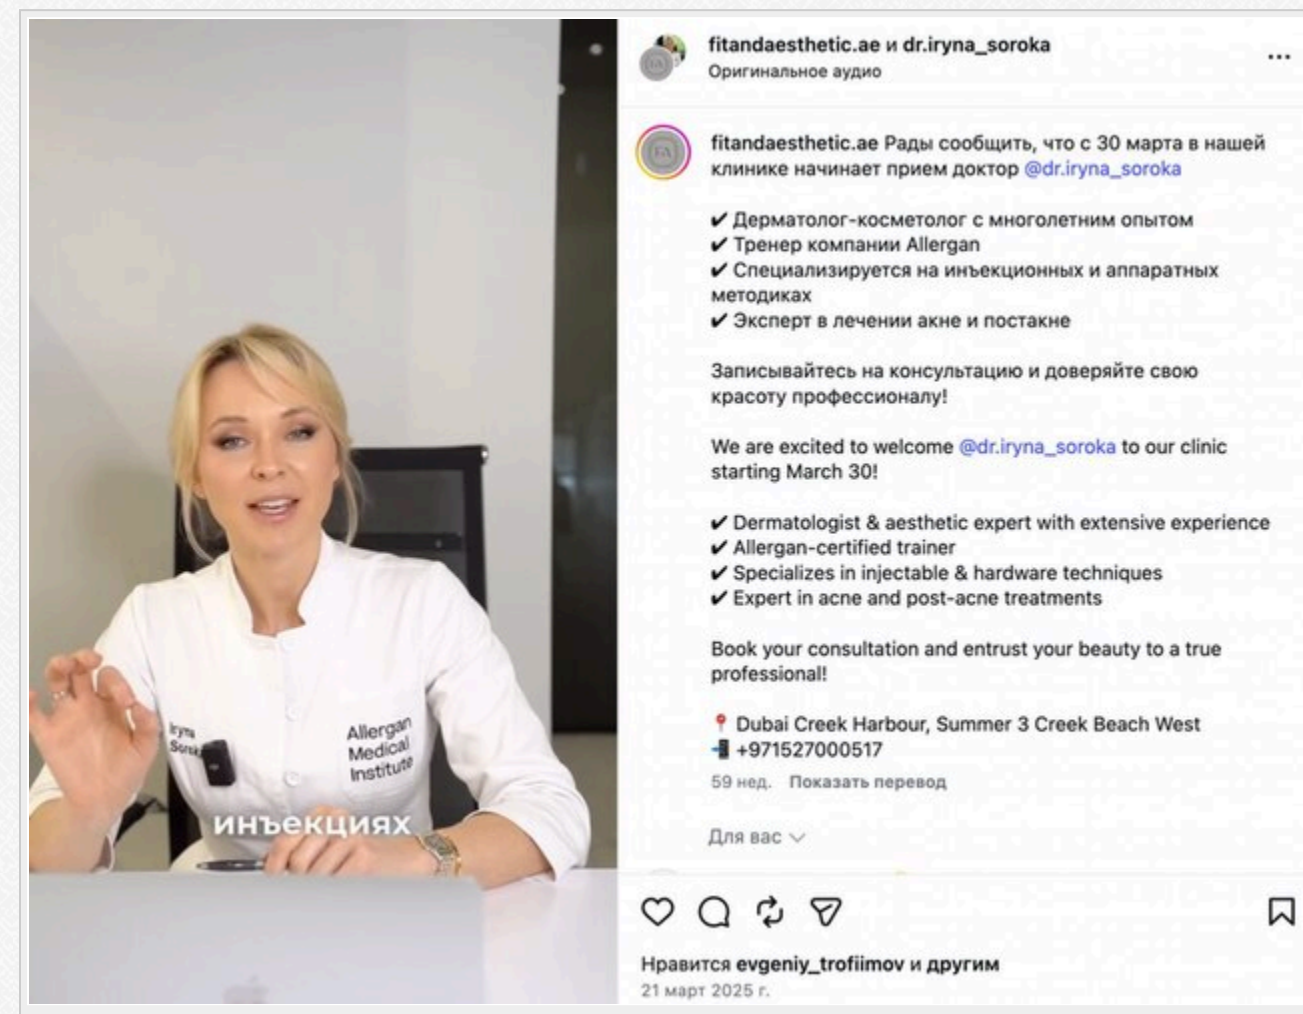 fitandaesthetic.ae и dr.iryna_soroka
Оригинальное аудио
fitandaesthetic.ae Рады сообщить, что с 30 марта в нашей
клинике начинает прием доктор @dr.iryna_soroka
✔ Дерматолог-косметолог с многолетним опытом
✔ Тренер компании Allergan
✔ Специализируется на инъекционных и аппаратных
методиках
✔ Эксперт в лечении акне и постакне
Записывайтесь на консультацию и доверяйте свою
красоту профессионалу!
We are excited to welcome @dr.iryna_soroka to our clinic
starting March 30!
✔ Dermatologist & aesthetic expert with extensive experience
✔ Allergan-certified trainer
✔ Specializes in injectable & hardware techniques
✔ Expert in acne and post-acne treatments
Book your consultation and entrust your beauty to a true
professional!
📍 Dubai Creek Harbour, Summer 3 Creek Beach West
📲 +971527000517
59 нед. Показать перевод
Для вас
Нравится evgeniy_trofiimov и другим
21 март 2025 г.
Iryna
Allergan
Medical
Institute
инъекциях